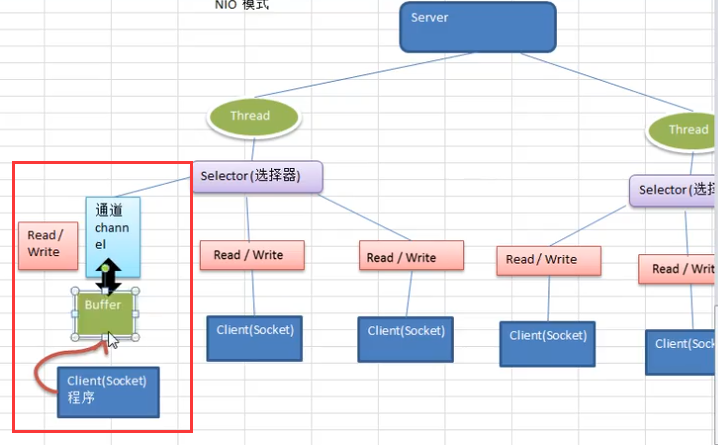 NIO 模式
Server
Thread
Thread
Selector(选择器)
Selector(选择
通道
chann
el
Read /
Write
Read / Write
Read / Write
Read / Write
Read / Write
Buffer
Client(Socket)
Client(Socket)
Client(Socket)
Client(Socket)
Client(Socket)
程序